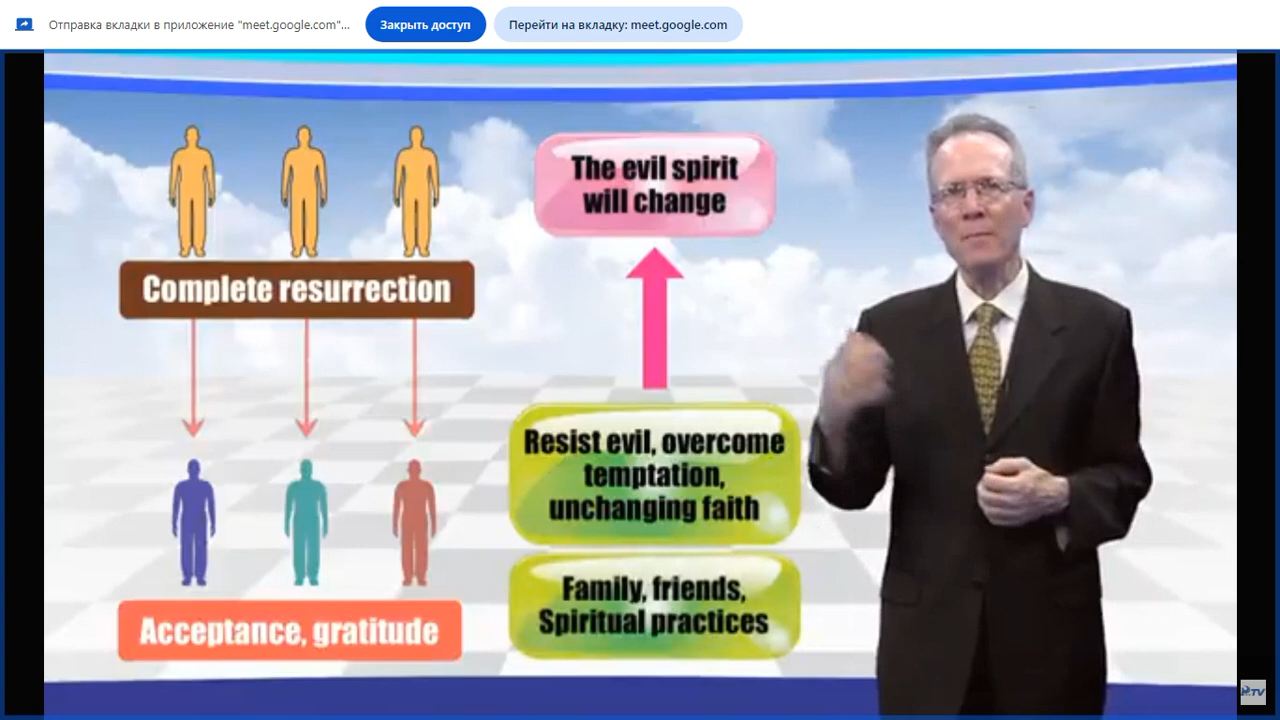 Отправка вкладки в приложение "meet.google.com"...
Закрыть доступ
Перейти на вкладку: meet.google.com
The evil spirit
will change
Complete resurrection
Resist evil, overcome
temptation,
unchanging faith
Family, friends,
Spiritual practices
Acceptance, gratitude